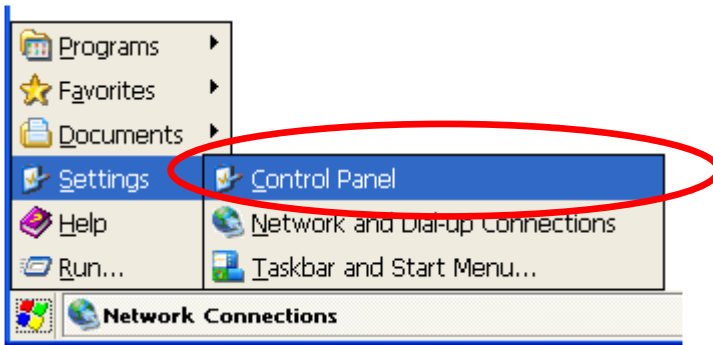 Programs
Favorites
Documents
Settings
Control Panel
Help
Network and Dial-up Connections
Run...
Taskbar and Start Menu...
Network Connections